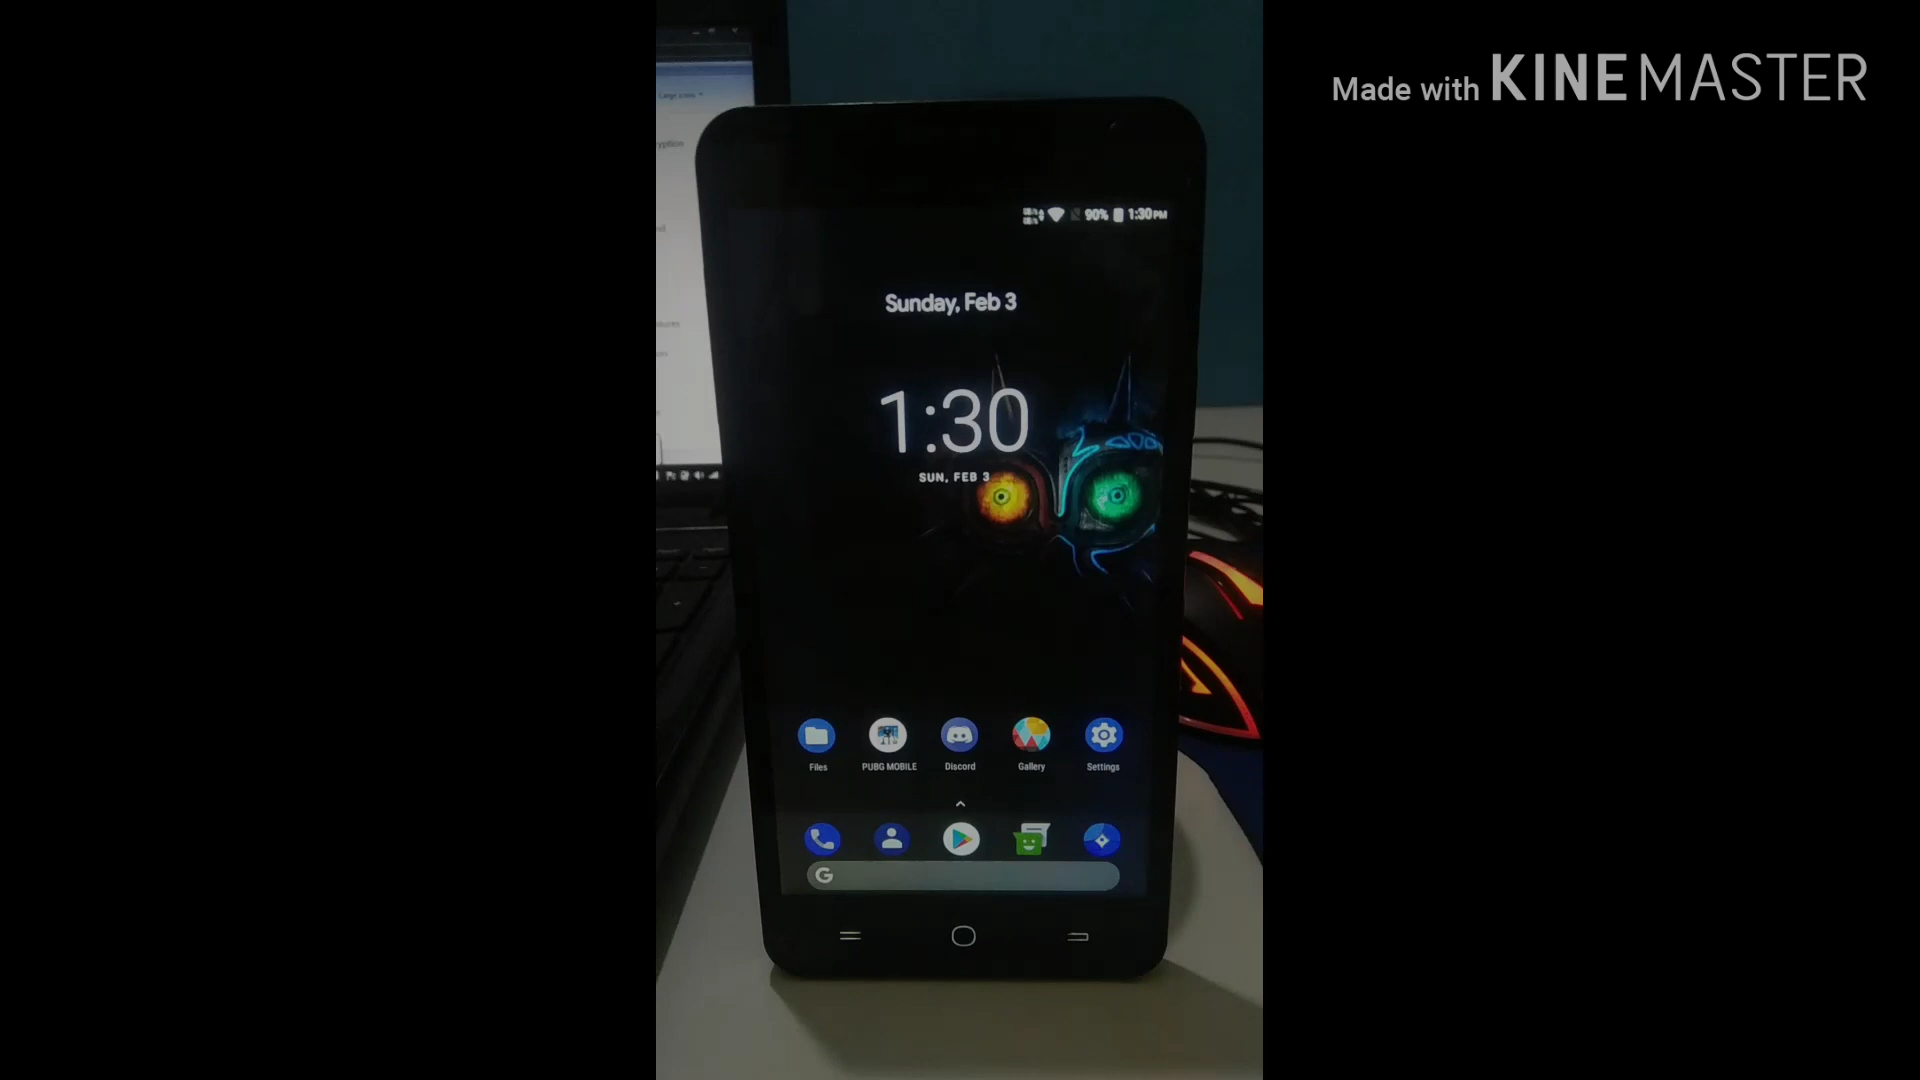 Made with KINEMASTER
90% 1:30PM
Sunday, Feb 3
1:30
SUN, FEB 3
Files PUBG MOBILE Discord Gallery Settings
G